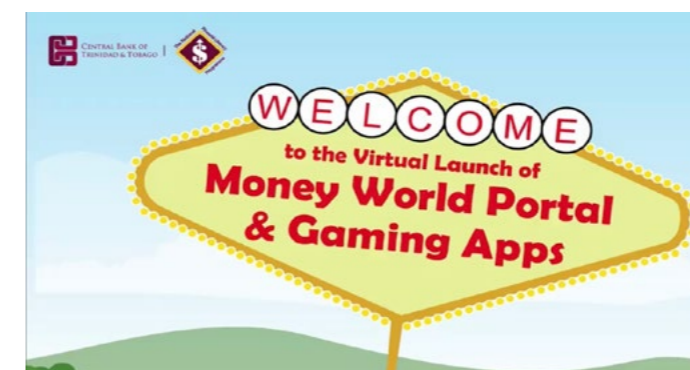 CENTRAL BANK OF
TRINIDAD & TOBAGO
WELCOME
to the Virtual Launch of
Money World Portal
& Gaming Apps